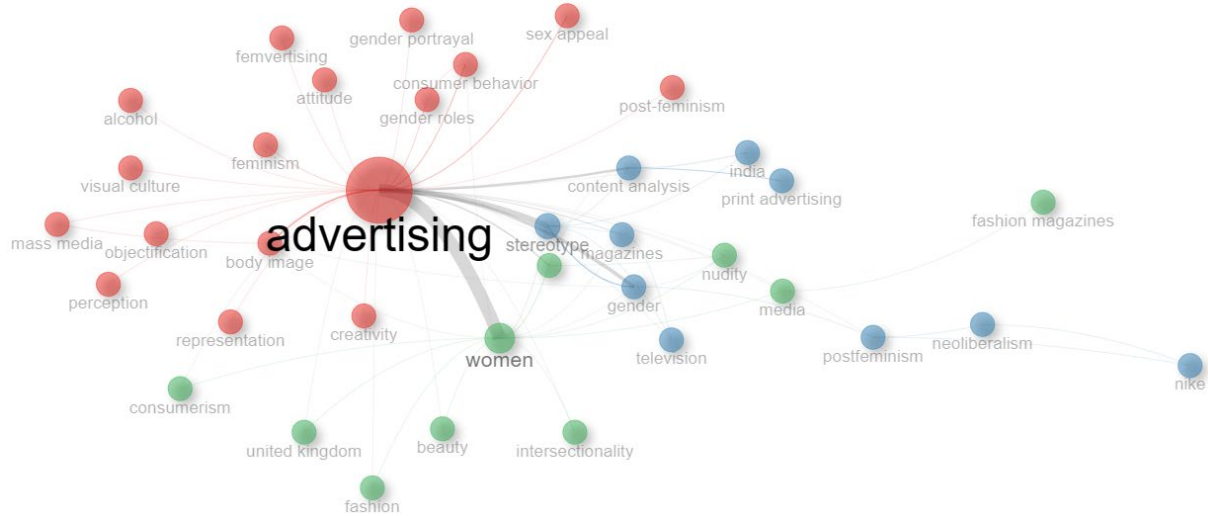 sex appeal
gender portrayal
femvertising
consumer behavior
attitude
post-feminism
gender roles
alcohol
feminism
india
visual culture
content analysis
print advertising
fashion magazines
advertising
mass media
objectification
stereotype
magazines
body image
nudity
perception
gender
media
representation
creativity
neoliberalism
women
television
postfeminism
nike
consumerism
united kingdom
beauty
intersectionality
fashion